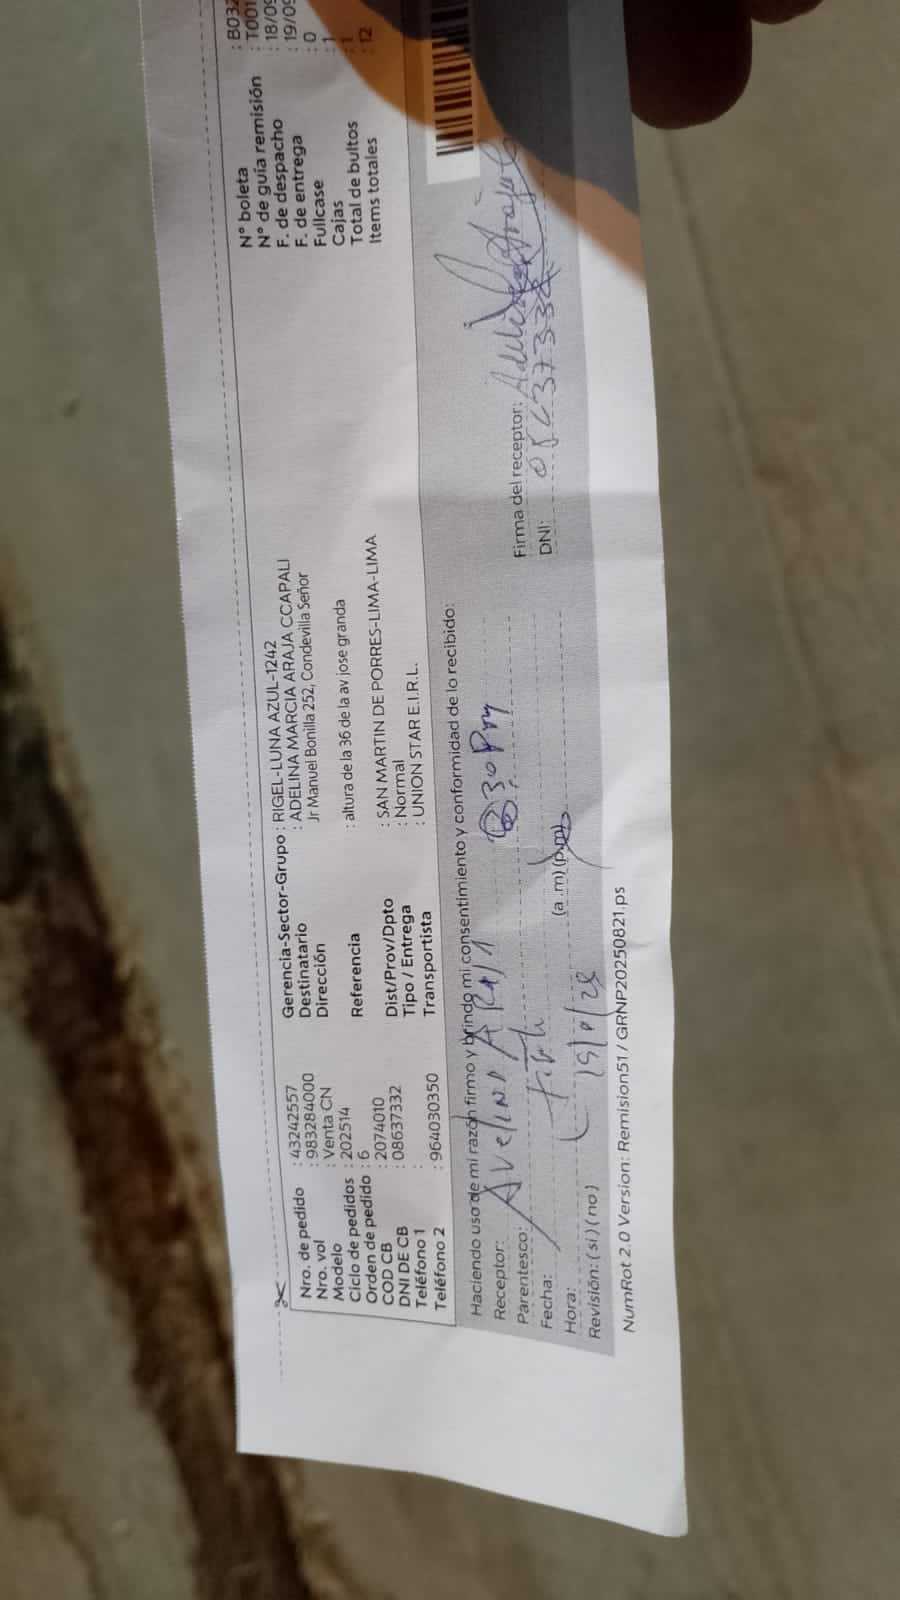 Nro. de pedido : 43242557
Nro. vol : 983284000
Modelo : Venta CN
Ciclo de pedidos : 202514
Orden de pedido : 6
COD CB : 2074010
DNI DE CB : 08637332
Teléfono 1 :
Teléfono 2 : 964030350
Gerencia-Sector-Grupo : RIGEL-LUNA AZUL-1242
Destinatario : ADELINA MARCIA ARAJA CCAPALI
Dirección Jr Manuel Bonilla 252, Condevilla Señor
Referencia : altura de la 36 de la av jose granda
Dist/Prov/Dpto : SAN MARTIN DE PORRES-LIMA-LIMA
Tipo / Entrega : Normal
Transportista : UNION STAR E.I.R.L.
N° boleta : B032
N° de guía remisión : T001
F. de despacho : 18/09
F. de entrega : 19/09
Fullcase : 0
Cajas : 1
Total de bultos : 1
Items totales : 12
Haciendo uso de mi razón firmo y brindo mi consentimiento y conformidad de lo recibido:
Receptor: 30 Pm
Parentesco:
Fecha:
Hora: (a .m) (p.m)
Revisión: ( si ) ( no )
Firma del receptor:
DNI:
NumRot 2.0 Version: Remision51 / GRNP20250821.ps